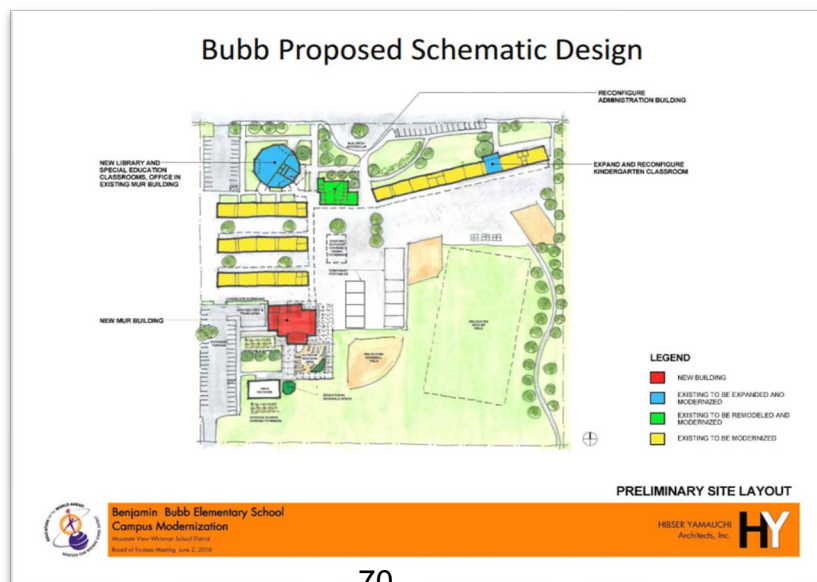 Bubb Proposed Schematic Design
RECONFIGURE
ADMINISTRATION BUILDING
NEW LIBRARY AND
SPECIAL EDUCATION
CLASSROOMS, OFFICE IN
EXISTING MUR BUILDING
EXPAND AND RECONFIGURE
KINDERGARTEN CLASSROOM
NEW MUR BUILDING
LEGEND
NEW BUILDING
EXISTING TO BE EXPANDED AND
MODERNIZED
EXISTING TO BE REMODELED AND
MODERNIZED
EXISTING TO BE MODERNIZED
PRELIMINARY SITE LAYOUT
Benjamin Bubb Elementary School
Campus Modernization
Mountain View Whisman School District
Board of Trustees Meeting June 2, 2016
HIBSER YAMAUCHI
Architects, Inc.
HY
70